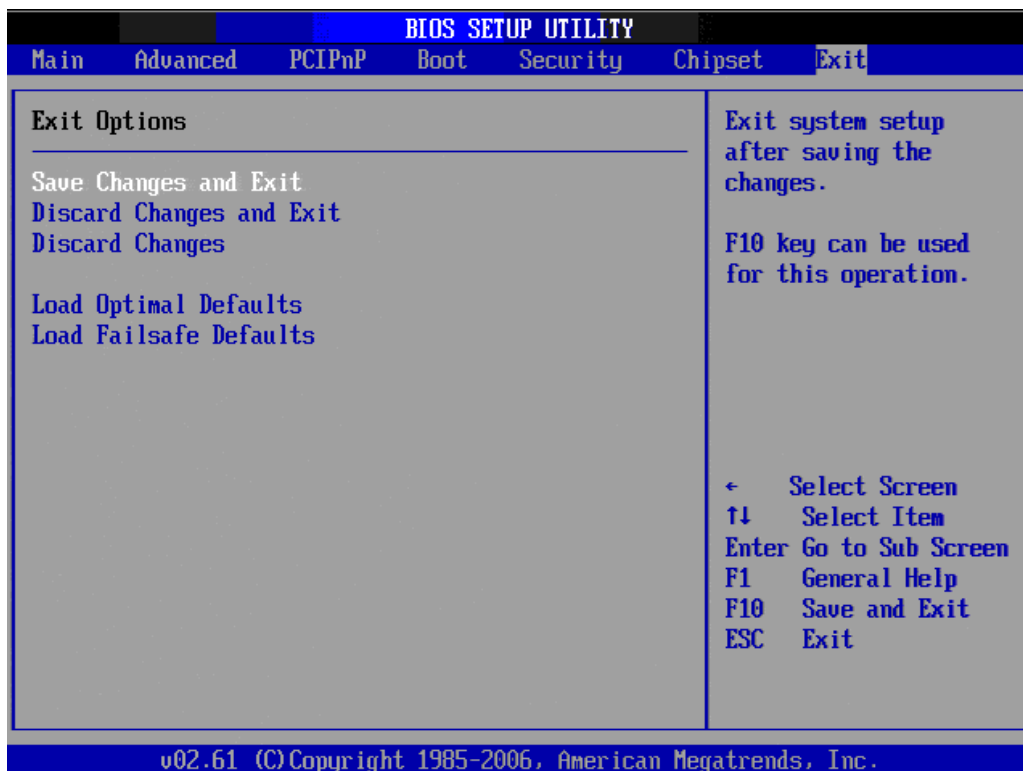 BIOS SETUP UTILITY
Main Advanced PCIPnP Boot Security Chipset Exit
Exit Options
Save Changes and Exit
Discard Changes and Exit
Discard Changes
Load Optimal Defaults
Load Failsafe Defaults
Exit system setup
after saving the
changes.
F10 key can be used
for this operation.
← Select Screen
↑↓ Select Item
Enter Go to Sub Screen
F1 General Help
F10 Save and Exit
ESC Exit
v02.61 (C)Copyright 1985-2006, American Megatrends, Inc.